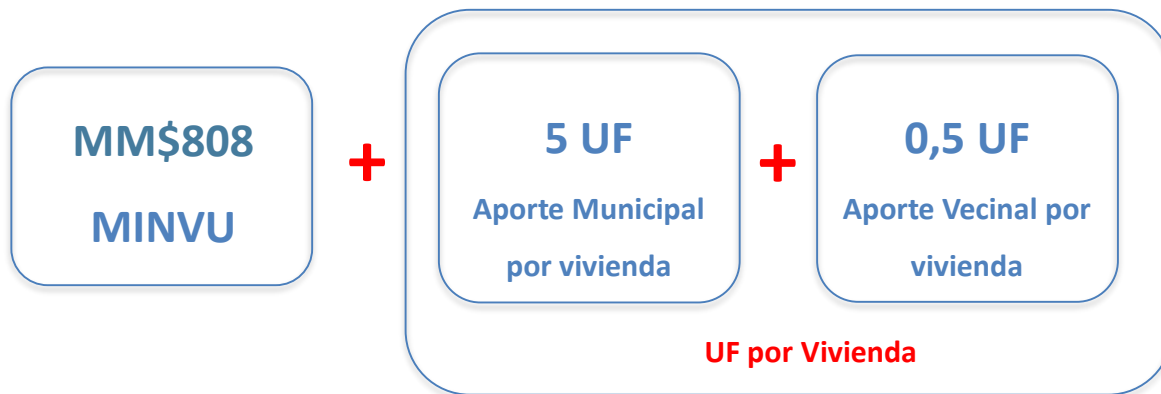 MM$808
MINVU
+
5 UF
Aporte Municipal
por vivienda
+
0,5 UF
Aporte Vecinal por
vivienda
UF por Vivienda